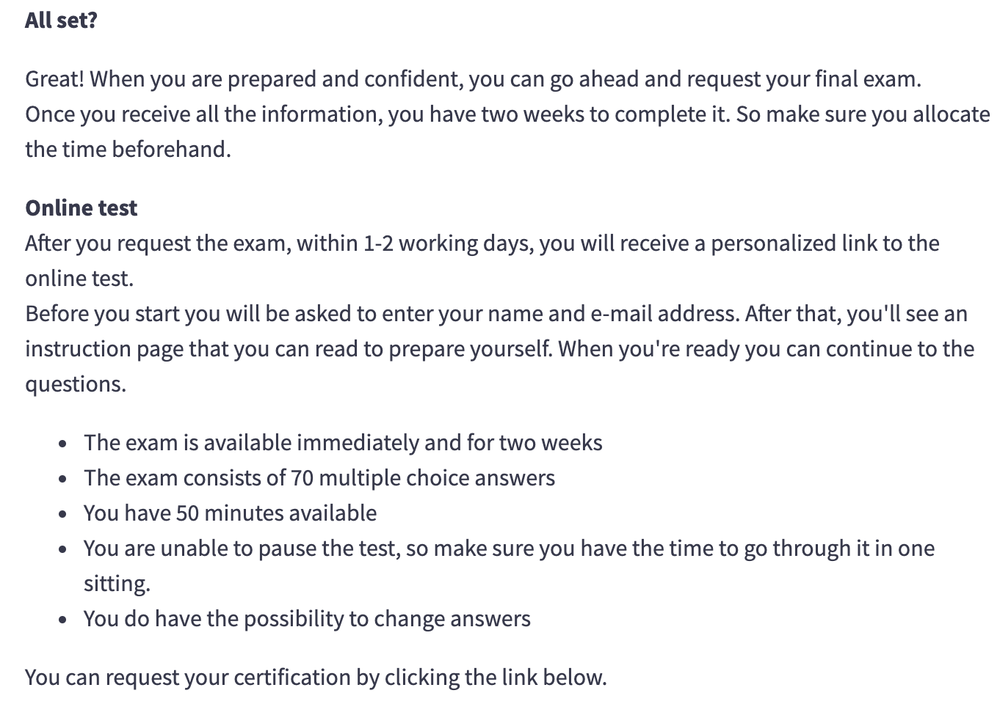 All set?
Great! When you are prepared and confident, you can go ahead and request your final exam.
Once you receive all the information, you have two weeks to complete it. So make sure you allocate
the time beforehand.
Online test
After you request the exam, within 1-2 working days, you will receive a personalized link to the
online test.
Before you start you will be asked to enter your name and e-mail address. After that, you'll see an
instruction page that you can read to prepare yourself. When you're ready you can continue to the
questions.
• The exam is available immediately and for two weeks
• The exam consists of 70 multiple choice answers
• You have 50 minutes available
• You are unable to pause the test, so make sure you have the time to go through it in one
sitting.
• You do have the possibility to change answers
You can request your certification by clicking the link below.